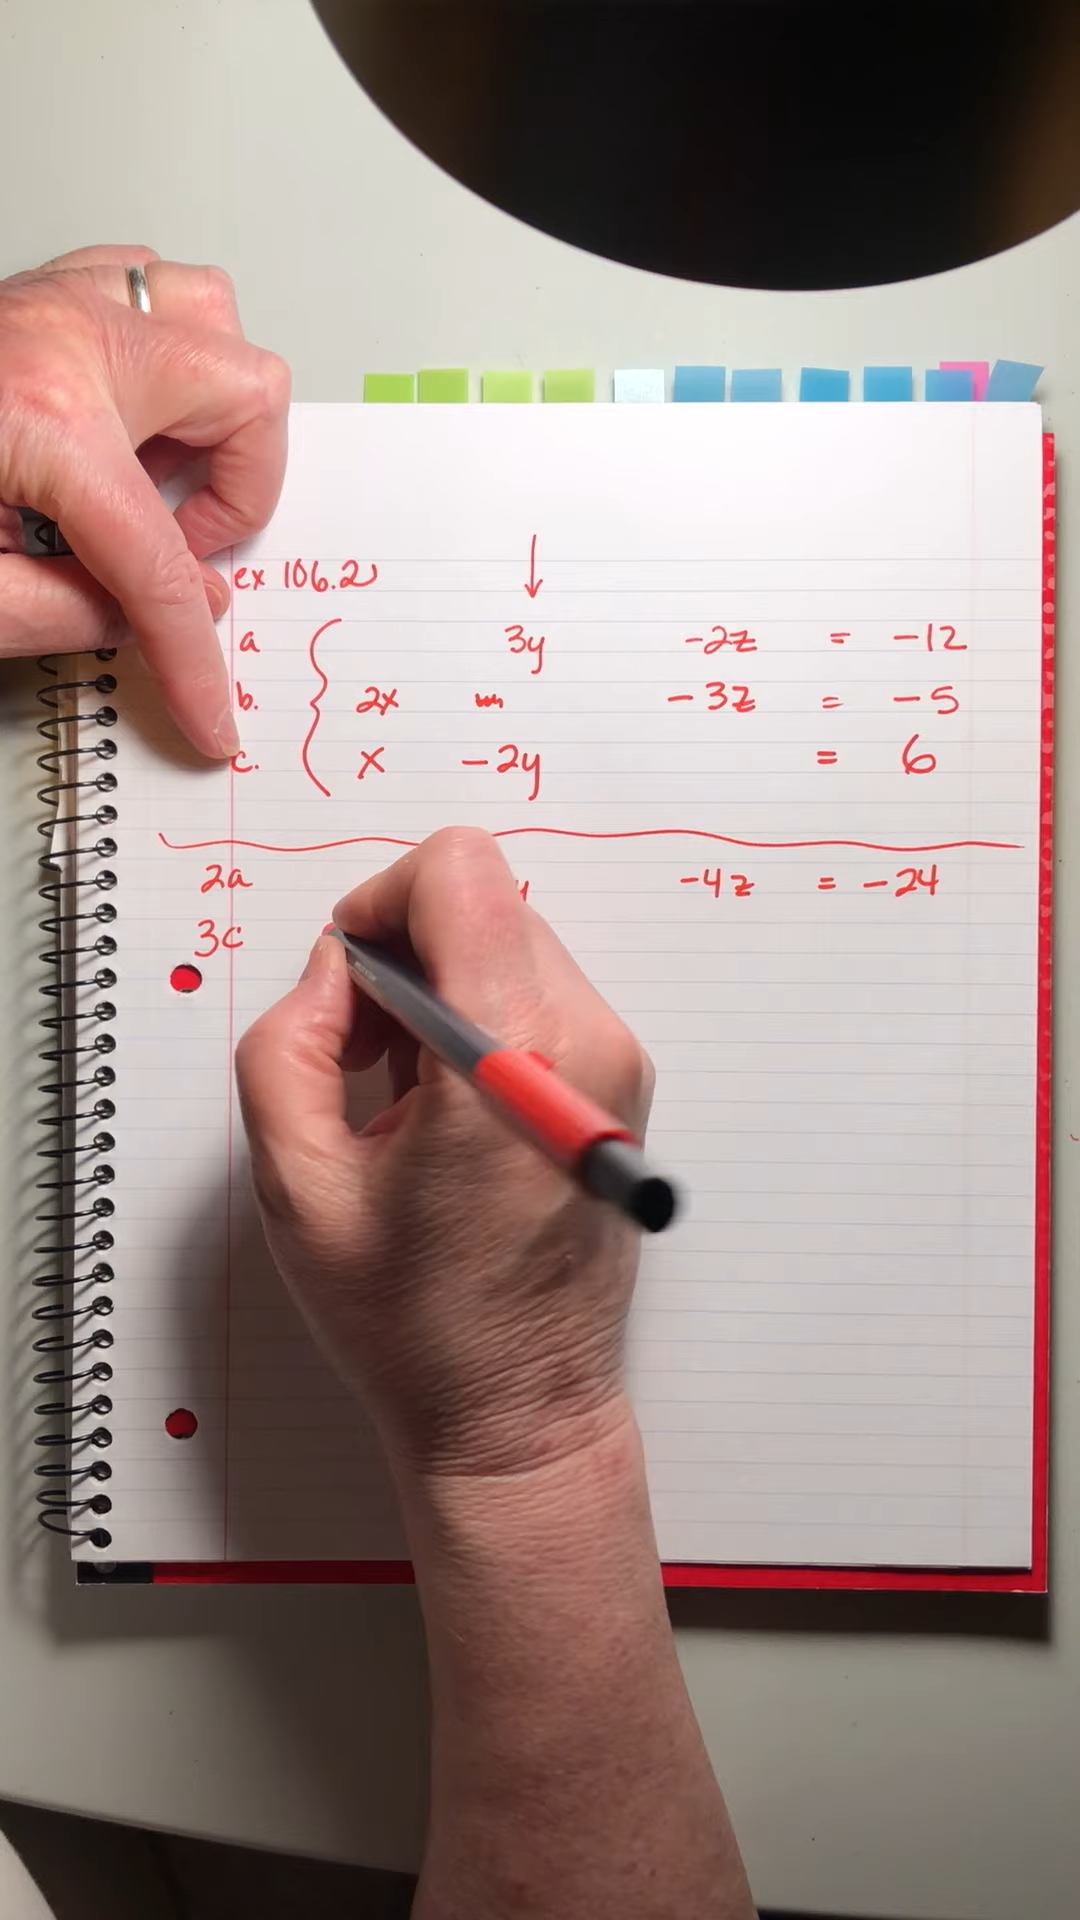 ex 106.2
a 3y -2z = -12
b. 2x -3z = -5
c. x -2y = 6
2a y -4z = -24
3c